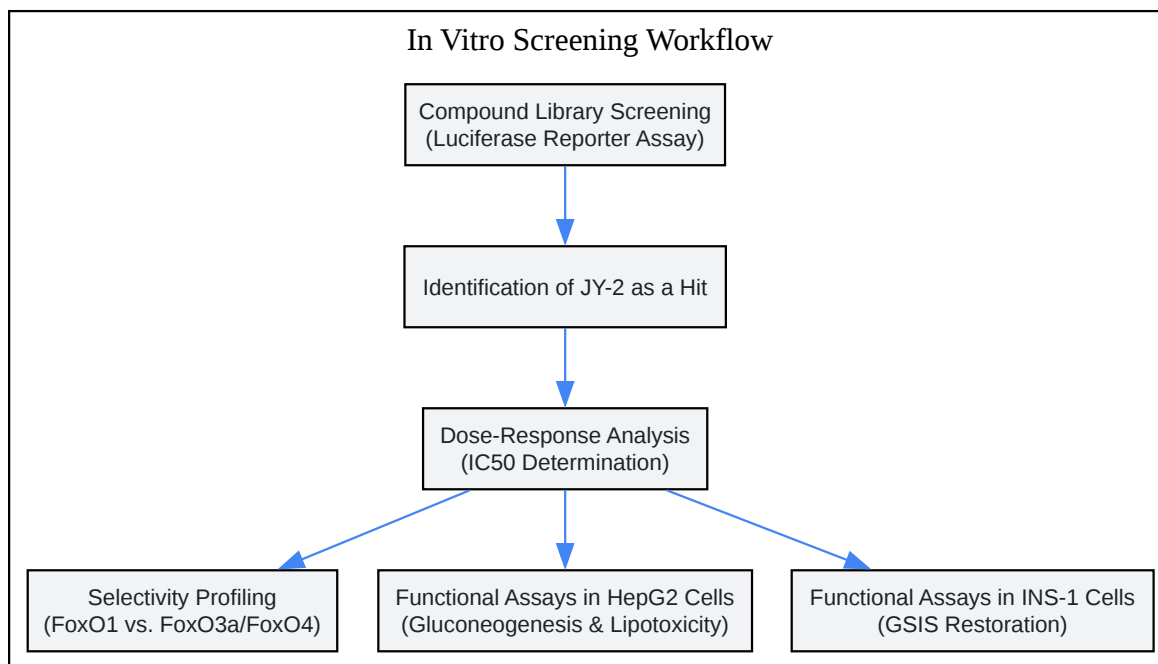 In Vitro Screening Workflow
Compound Library Screening
(Luciferase Reporter Assay)
Identification of JY-2 as a Hit
Dose-Response Analysis
(IC50 Determination)
Selectivity Profiling
(FoxO1 vs. FoxO3a/FoxO4)
Functional Assays in HepG2 Cells
(Gluconeogenesis & Lipotoxicity)
Functional Assays in INS-1 Cells
(GSIS Restoration)